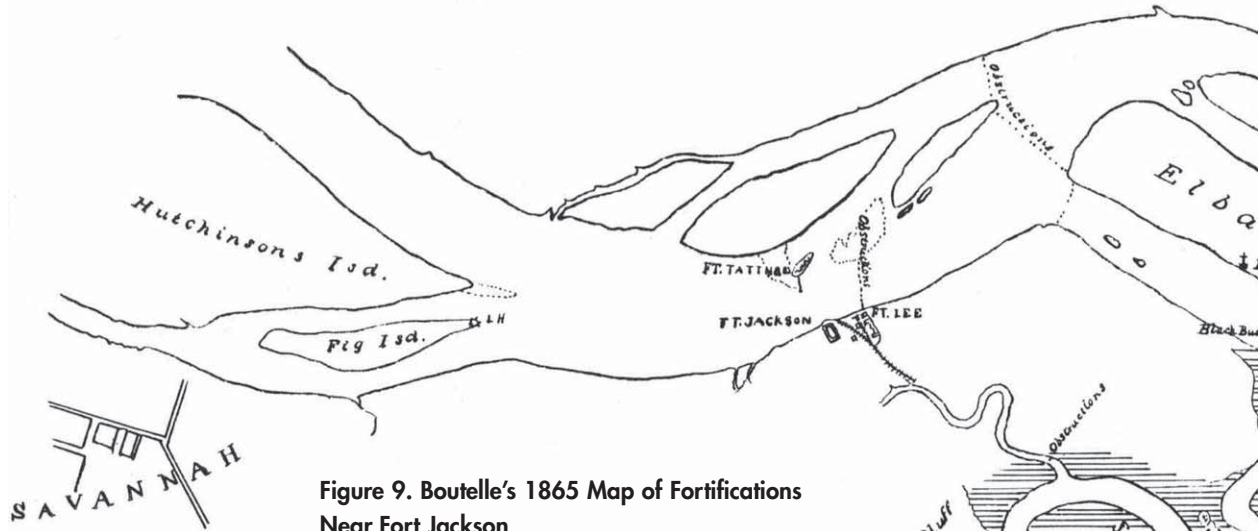 Obstructions
Elba
Hutchinsons Isd.
Obstructions
FT. TATTNALL
LH
FT. JACKSON
FT. LEE
Fig Isd.
Obstructions
SAVANNAH
Figure 9. Boutelle's 1865 Map of Fortifications
Near Fort Jackson